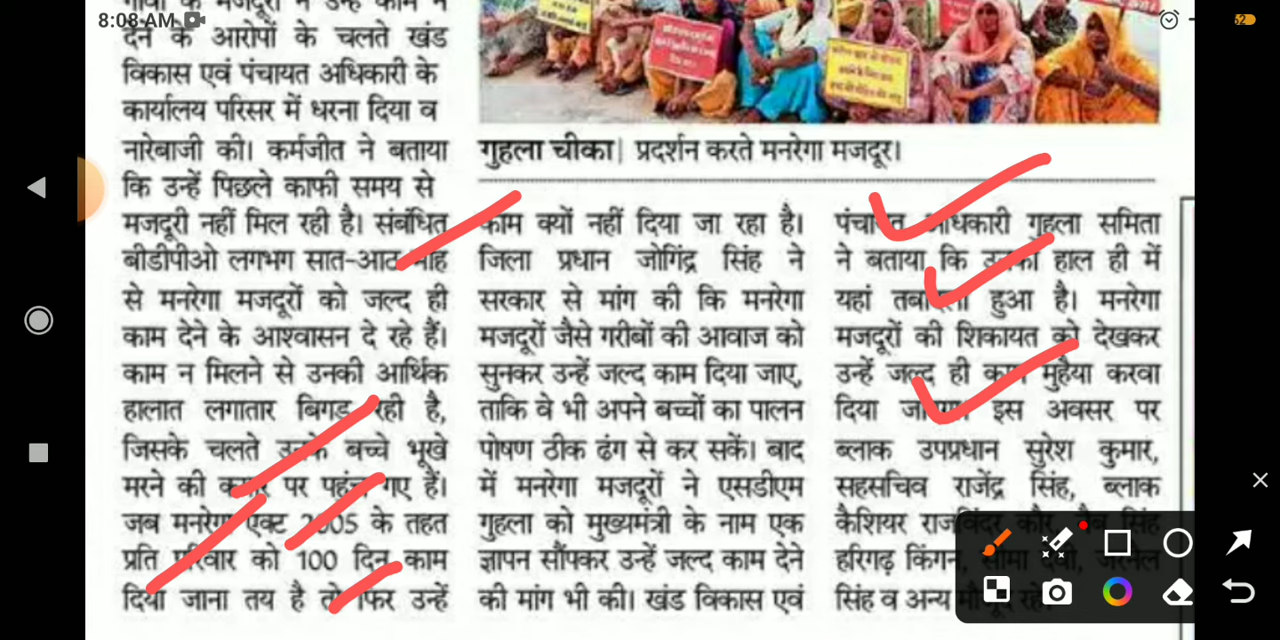 8:08 AM
52
देने के आरोपों के चलते खंड
विकास एवं पंचायत अधिकारी के
कार्यालय परिसर में धरना दिया व
नारेबाजी की। कर्मजीत ने बताया
कि उन्हें पिछले काफी समय से
मजदूरी नहीं मिल रही है। संबंधित
बीडीपीओ लगभग सात-आठ माह
से मनरेगा मजदूरों को जल्द ही
काम देने के आश्वासन दे रहे हैं।
काम न मिलने से उनकी आर्थिक
हालात लगातार बिगड़ रही है,
जिसके चलते उनके बच्चे भूखे
मरने की कगार पर पहुंच गए हैं।
जब मनरेगा एक्ट 2005 के तहत
प्रति परिवार को 100 दिन काम
दिया जाना तय है तो फिर उन्हें
गुहला चीका| प्रदर्शन करते मनरेगा मजदूर।
काम क्यों नहीं दिया जा रहा है।
जिला प्रधान जोगिंद्र सिंह ने
सरकार से मांग की कि मनरेगा
मजदूरों जैसे गरीबों की आवाज को
सुनकर उन्हें जल्द काम दिया जाए,
ताकि वे भी अपने बच्चों का पालन
पोषण ठीक ढंग से कर सकें। बाद
में मनरेगा मजदूरों ने एसडीएम
गुहला को मुख्यमंत्री के नाम एक
ज्ञापन सौंपकर उन्हें जल्द काम देने
की मांग भी की। खंड विकास एवं
पंचायत अधिकारी गुहला समिता
ने बताया कि उनका हाल ही में
यहां तबादला हुआ है। मनरेगा
मजदूरों की शिकायत को देखकर
उन्हें जल्द ही काम मुहैया करवा
दिया जाएगा। इस अवसर पर
ब्लाक उपप्रधान सुरेश कुमार,
सहसचिव राजेंद्र सिंह, ब्लाक
कैशियर राजविंदर कौर, सिंह
हरिगढ़ किंगन, सीमा देवी, जरनैल
सिंह व अन्य मौजूद रहे।